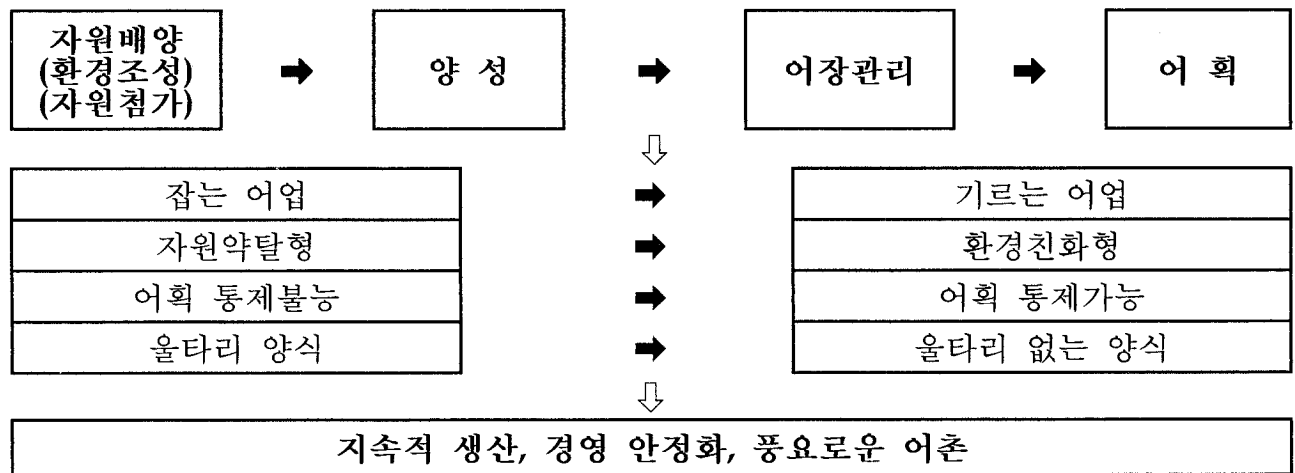 자원배양
(환경조성)
(자원첨가)
➡
양 성
➡
어장관리
➡
어 획
⇩
잡는 어업 ➡ 기르는 어업
자원약탈형 ➡ 환경친화형
어획 통제불능 ➡ 어획 통제가능
울타리 양식 ➡ 울타리 없는 양식
⇩
지속적 생산, 경영 안정화, 풍요로운 어촌